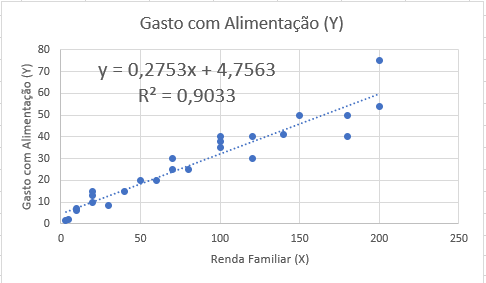 Gasto com Alimentação (Y)
y = 0,2753x + 4,7563
R² = 0,9033
Gasto com Alimentação (Y)
80
70
60
50
40
30
20
10
0
0 50 100 150 200 250
Renda Familiar (X)